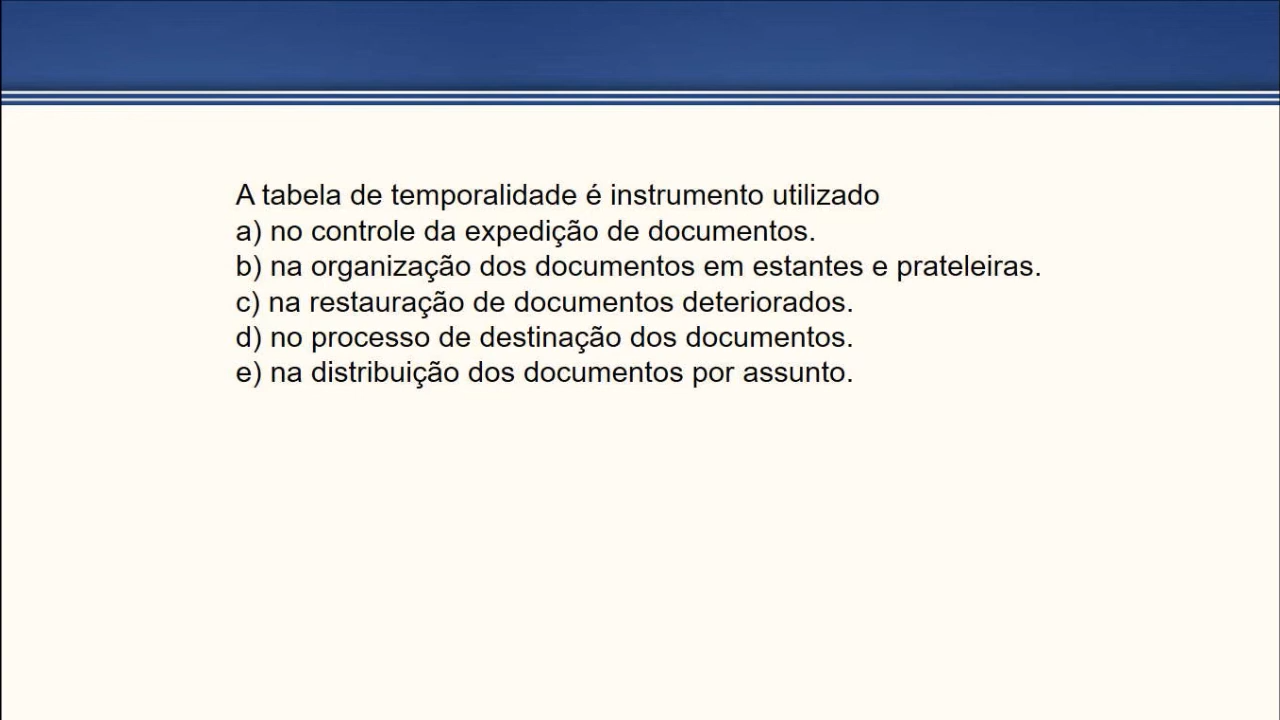 A tabela de temporalidade é instrumento utilizado
a) no controle da expedição de documentos.
b) na organização dos documentos em estantes e prateleiras.
c) na restauração de documentos deteriorados.
d) no processo de destinação dos documentos.
e) na distribuição dos documentos por assunto.